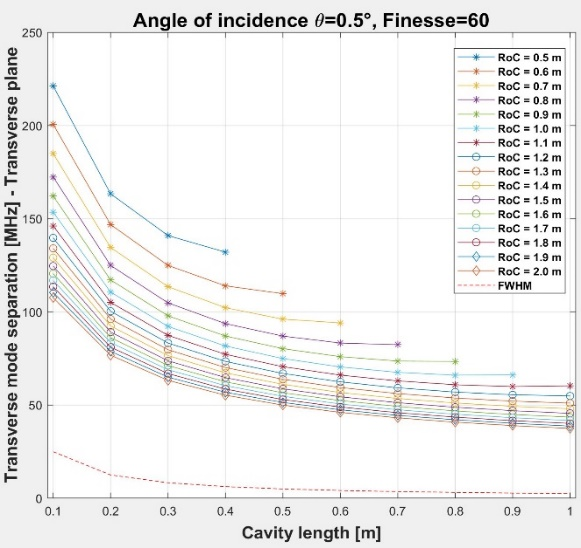 Angle of incidence θ=0.5°, Finesse=60
Transverse mode separation [MHz] - Transverse plane
250
200
150
100
50
0
RoC = 0.5 m
RoC = 0.6 m
RoC = 0.7 m
RoC = 0.8 m
RoC = 0.9 m
RoC = 1.0 m
RoC = 1.1 m
RoC = 1.2 m
RoC = 1.3 m
RoC = 1.4 m
RoC = 1.5 m
RoC = 1.6 m
RoC = 1.7 m
RoC = 1.8 m
RoC = 1.9 m
RoC = 2.0 m
FWHM
0.1 0.2 0.3 0.4 0.5 0.6 0.7 0.8 0.9 1
Cavity length [m]